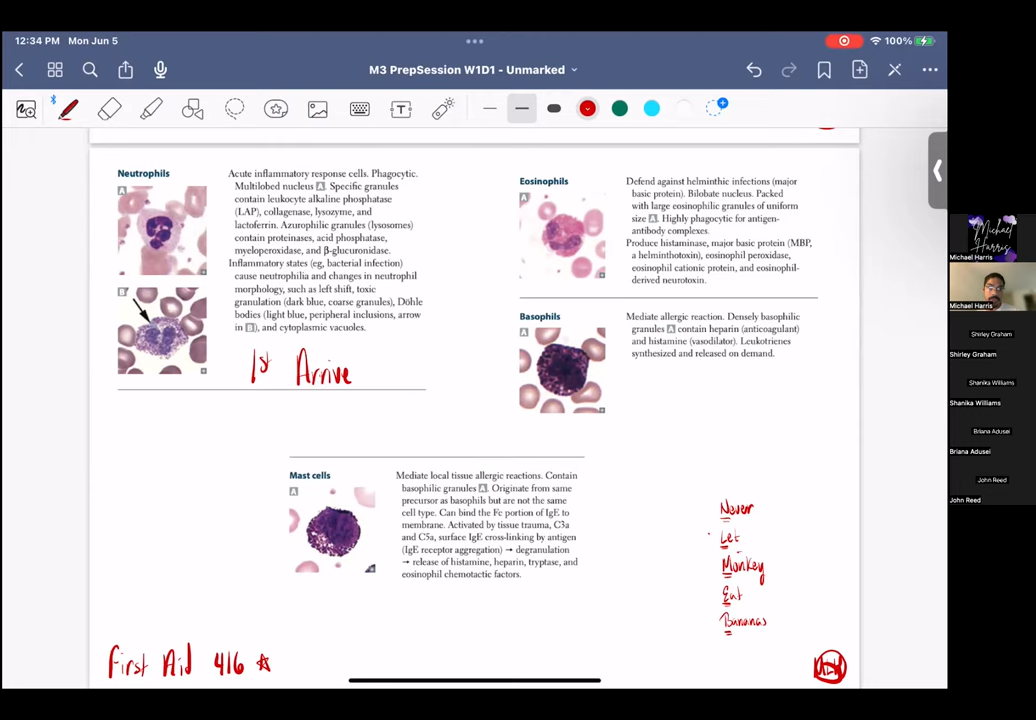 12:34 PM Mon Jun 5
100%
M3 PrepSession W1D1 - Unmarked
Neutrophils
A
Acute inflammatory response cells. Phagocytic.
Multilobed nucleus A. Specific granules
contain leukocyte alkaline phosphatase
(LAP), collagenase, lysozyme, and
lactoferrin. Azurophilic granules (lysosomes)
contain proteinases, acid phosphatase,
myeloperoxidase, and β-glucuronidase.
Inflammatory states (eg, bacterial infection)
cause neutrophilia and changes in neutrophil
morphology, such as left shift, toxic
granulation (dark blue, coarse granules), Döhle
bodies (light blue, peripheral inclusions, arrow
in B), and cytoplasmic vacuoles.
B
1st Arrive
Eosinophils
A
Defend against helminthic infections (major
basic protein). Bilobate nucleus. Packed
with large eosinophilic granules of uniform
size A. Highly phagocytic for antigen-
antibody complexes.
Produce histaminase, major basic protein (MBP,
a helminthotoxin), eosinophil peroxidase,
eosinophil cationic protein, and eosinophil-
derived neurotoxin.
Basophils
A
Mediate allergic reaction. Densely basophilic
granules A contain heparin (anticoagulant)
and histamine (vasodilator). Leukotrienes
synthesized and released on demand.
Mast cells
A
Mediate local tissue allergic reactions. Contain
basophilic granules A. Originate from same
precursor as basophils but are not the same
cell type. Can bind the Fc portion of IgE to
membrane. Activated by tissue trauma, C3a
and C5a, surface IgE cross-linking by antigen
(IgE receptor aggregation) → degranulation
→ release of histamine, heparin, tryptase, and
eosinophil chemotactic factors.
Never
Let
Monkey
Eat
Bananas
First Aid 416
Michael Harris
Michael Harris
Michael Harris
Shirley Graham
Shirley Graham
Shanika Williams
Shanika Williams
Briana Adusei
Briana Adusei
John Reed
John Reed